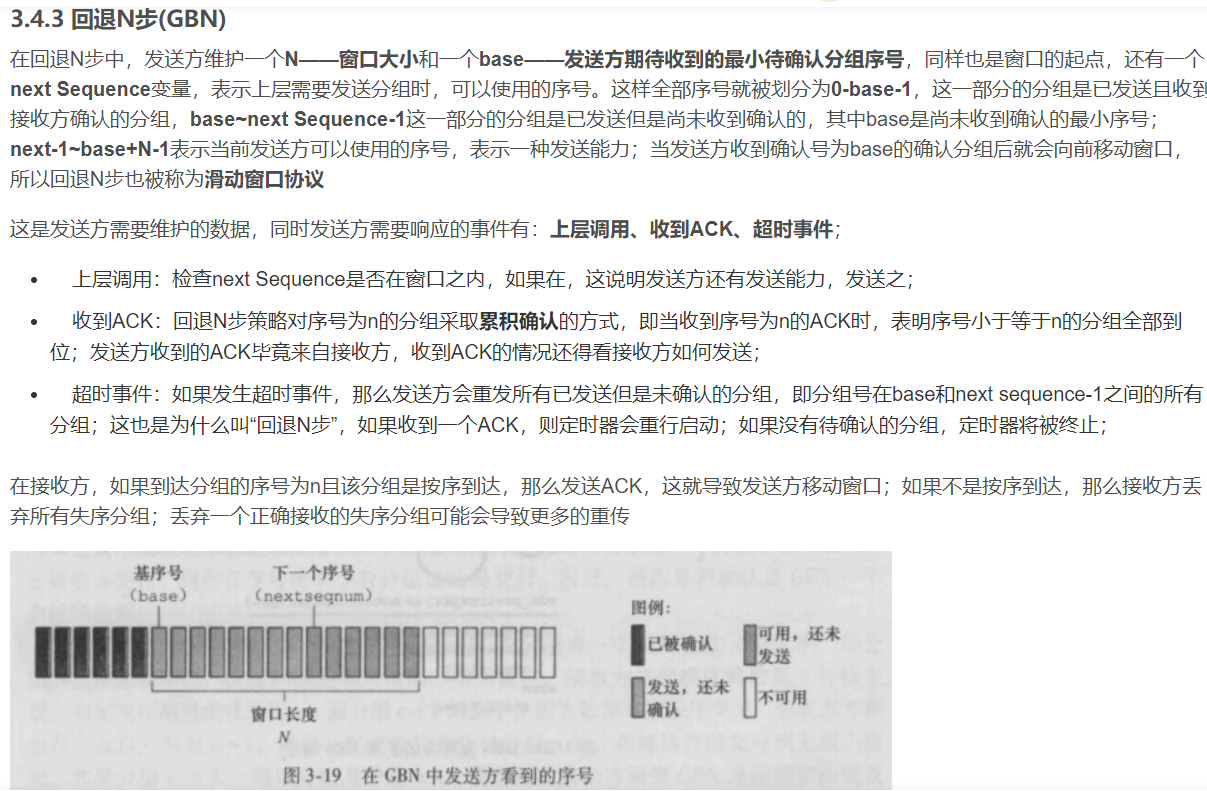 3.4.3 回退N步(GBN)
在回退N步中，发送方维护一个N——窗口大小和一个base——发送方期待收到的最小待确认分组序号，同样也是窗口的起点，还有一个
next Sequence变量，表示上层需要发送分组时，可以使用的序号。这样全部序号就被划分为0-base-1，这一部分的分组是已发送且收到
接收方确认的分组，base~next Sequence-1这一部分的分组是已发送但是尚未收到确认的，其中base是尚未收到确认的最小序号；
next-1~base+N-1表示当前发送方可以使用的序号，表示一种发送能力；当发送方收到确认号为base的确认分组后就会向前移动窗口，
所以回退N步也被称为滑动窗口协议
这是发送方需要维护的数据，同时发送方需要响应的事件有：上层调用、收到ACK、超时事件；
• 上层调用：检查next Sequence是否在窗口之内，如果在，这说明发送方还有发送能力，发送之；
• 收到ACK：回退N步策略对序号为n的分组采取累积确认的方式，即当收到序号为n的ACK时，表明序号小于等于n的分组全部到
位；发送方收到的ACK毕竟来自接收方，收到ACK的情况还得看接收方如何发送；
• 超时事件：如果发生超时事件，那么发送方会重发所有已发送但是未确认的分组，即分组号在base和next sequence-1之间的所有
分组；这也是为什么叫“回退N步”，如果收到一个ACK，则定时器会重行启动；如果没有待确认的分组，定时器将被终止；
在接收方，如果到达分组的序号为n且该分组是按序到达，那么发送ACK，这就导致发送方移动窗口；如果不是按序到达，那么接收方丢
弃所有失序分组；丢弃一个正确接收的失序分组可能会导致更多的重传
基序号
（base）
下一个序号
（nextseqnum）
窗口长度
N
图例：
已被确认
可用，还未
发送
发送，还未
确认
不可用
图 3-19 在 GBN 中发送方看到的序号